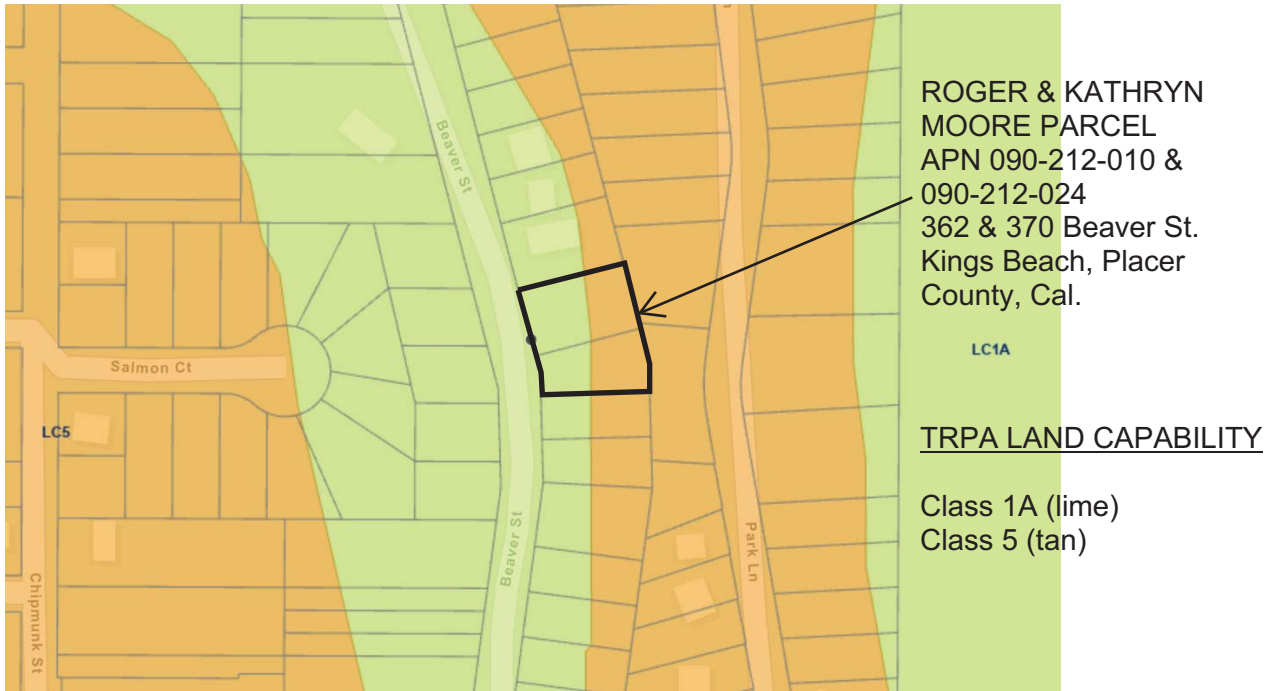 ROGER & KATHRYN
MOORE PARCEL
APN 090-212-010 &
090-212-024
362 & 370 Beaver St.
Kings Beach, Placer
County, Cal.
LC1A
TRPA LAND CAPABILITY
Class 1A (lime)
Class 5 (tan)
Beaver St
Salmon Ct
LC5
Beaver St
Park Ln
Chipmunk St